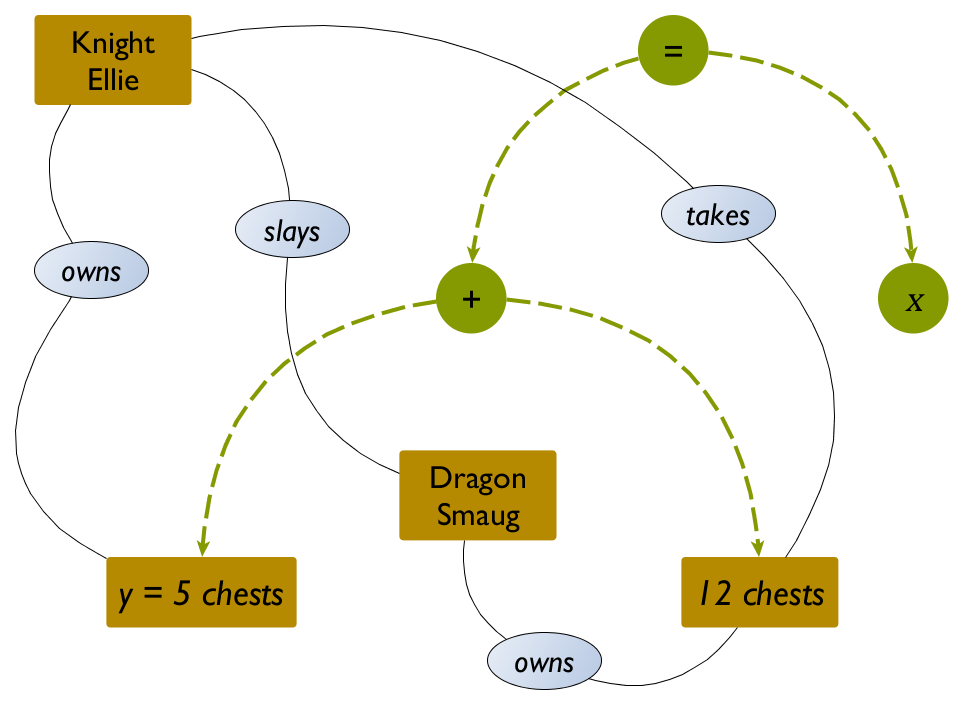 Knight
Ellie
=
takes
slays
owns
+
x
Dragon
Smaug
y = 5 chests
12 chests
owns